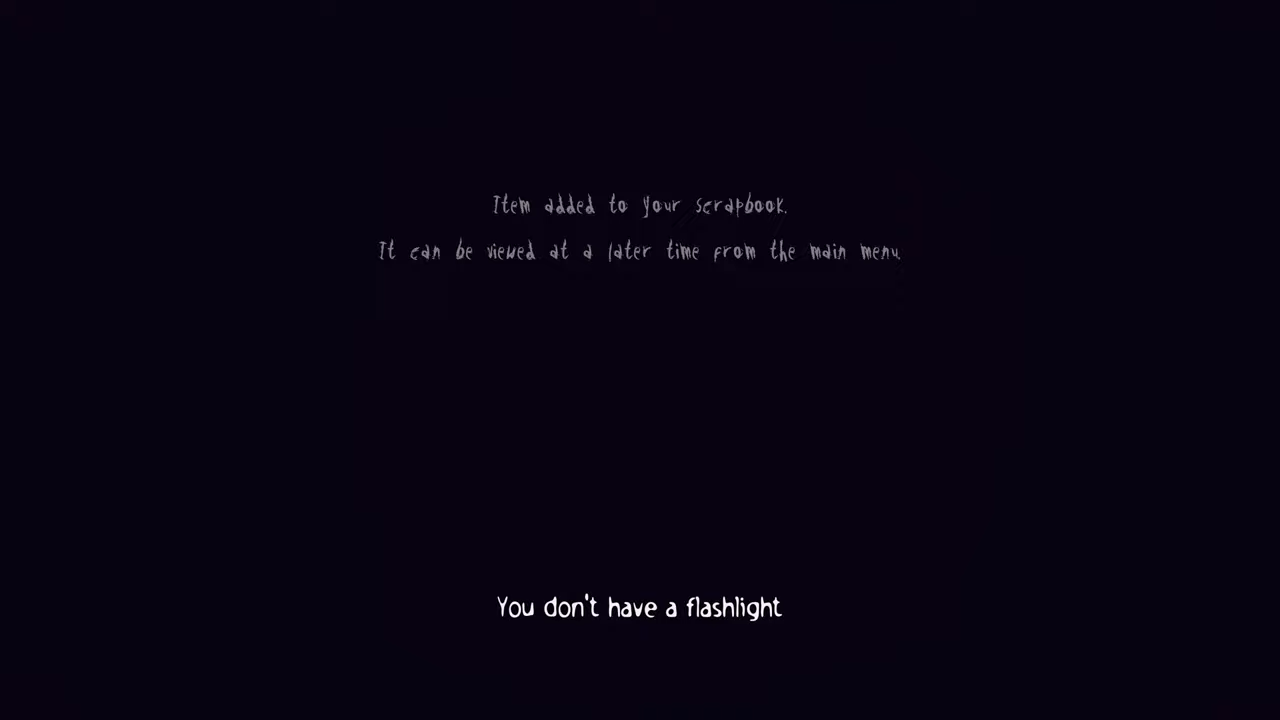 Item added to your scrapbook.
It can be viewed at a later time from the main menu.
You don't have a flashlight